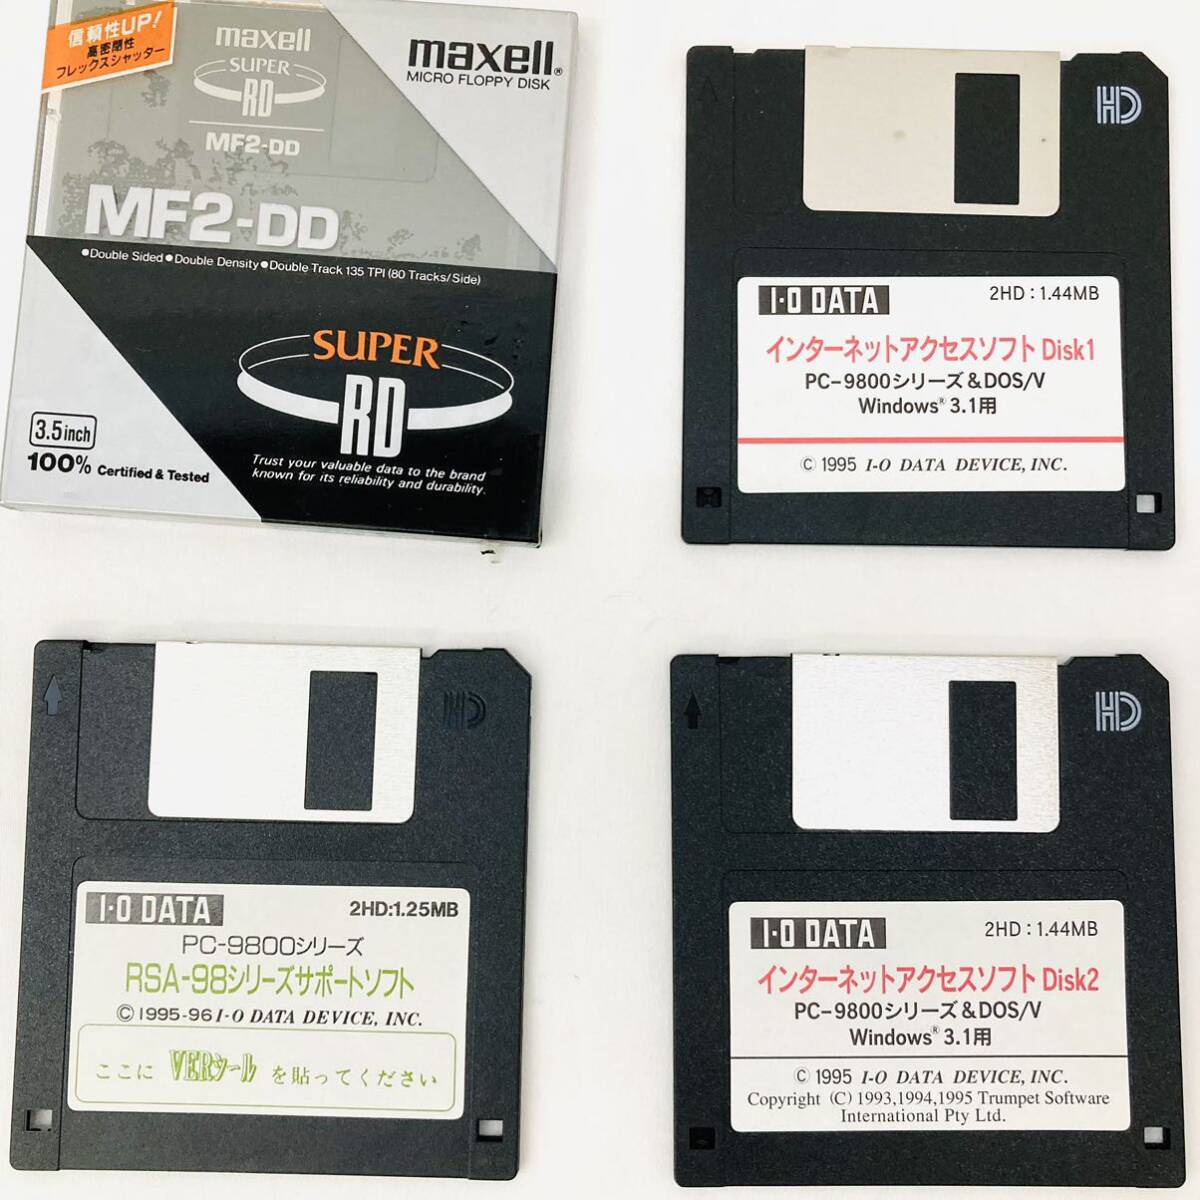 信頼性UP!
高密閉性
フレックスシャッター
maxell
SUPER
RD
MF2-DD
maxell®
MICRO FLOPPY DISK
MF2-DD
●Double Sided ●Double Density ●Double Track 135 TPI (80 Tracks/Side)
SUPER
RD
3.5inch
100% Certified & Tested
Trust your valuable data to the brand
known for its reliability and durability.
HD
I·O DATA
2HD：1.44MB
インターネットアクセスソフト Disk1
PC-9800シリーズ&DOS/V
Windows® 3.1用
© 1995 I-O DATA DEVICE, INC.
HD
I·O DATA
2HD:1.25MB
PC-9800シリーズ
RSA-98シリーズサポートソフト
©1995-96 I-O DATA DEVICE, INC.
ここに VERシール を貼ってください
HD
I·O DATA
2HD：1.44MB
インターネットアクセスソフト Disk2
PC-9800シリーズ&DOS/V
Windows® 3.1用
© 1995 I-O DATA DEVICE, INC.
Copyright (C) 1993,1994,1995 Trumpet Software
International Pty Ltd.